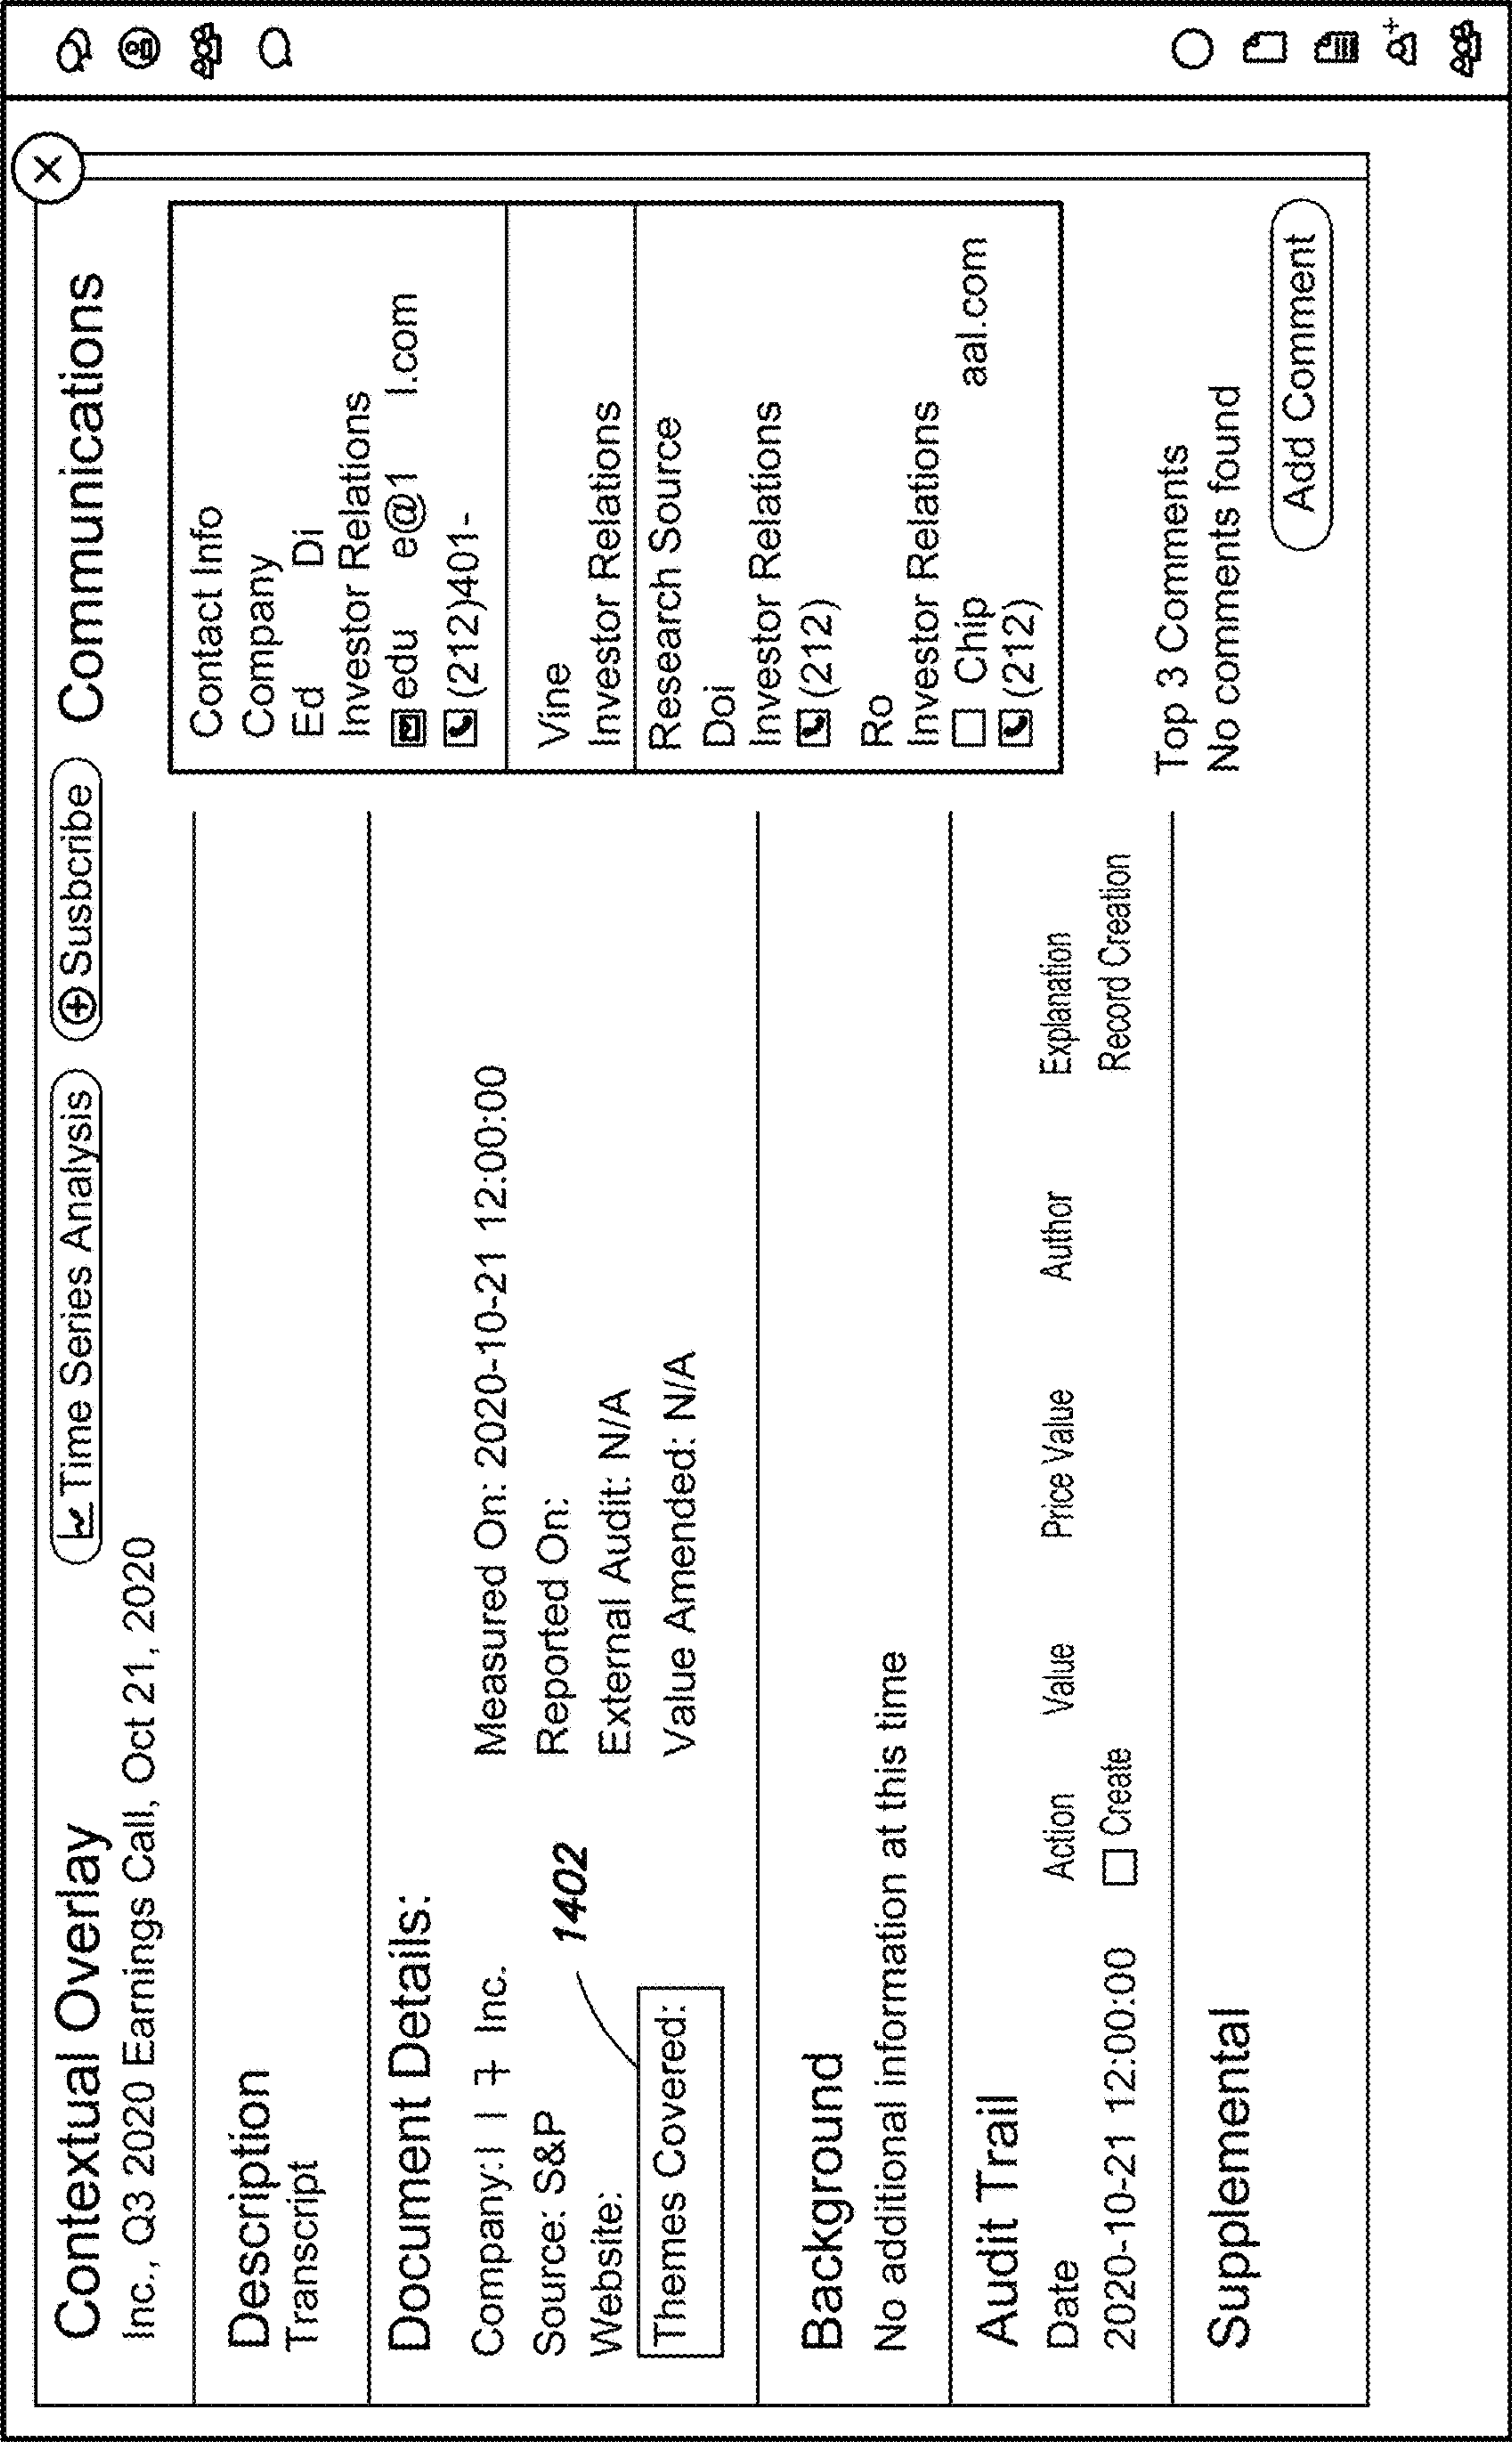 Contextual Overlay
Time Series Analysis
Susbcribe
Communications
Inc., Q3 2020 Earnings Call, Oct 21, 2020
Description
Transcript
Document Details:
Company: Inc.
Source: S&P
Website:
Themes Covered:
1402
Measured On: 2020-10-21 12:00:00
Reported On:
External Audit: N/A
Value Amended: N/A
Background
No additional information at this time
Audit Trail
Date Action Value Price Value Author Explanation
2020-10-21 12:00:00 Create Record Creation
Supplemental
Contact Info
Company
Ed Di
Investor Relations
edu e@1 l.com
(212)401-
Vine
Investor Relations
Research Source
Doi
Investor Relations
(212)
Ro
Investor Relations
Chip aal.com
(212)
Top 3 Comments
No comments found
Add Comment